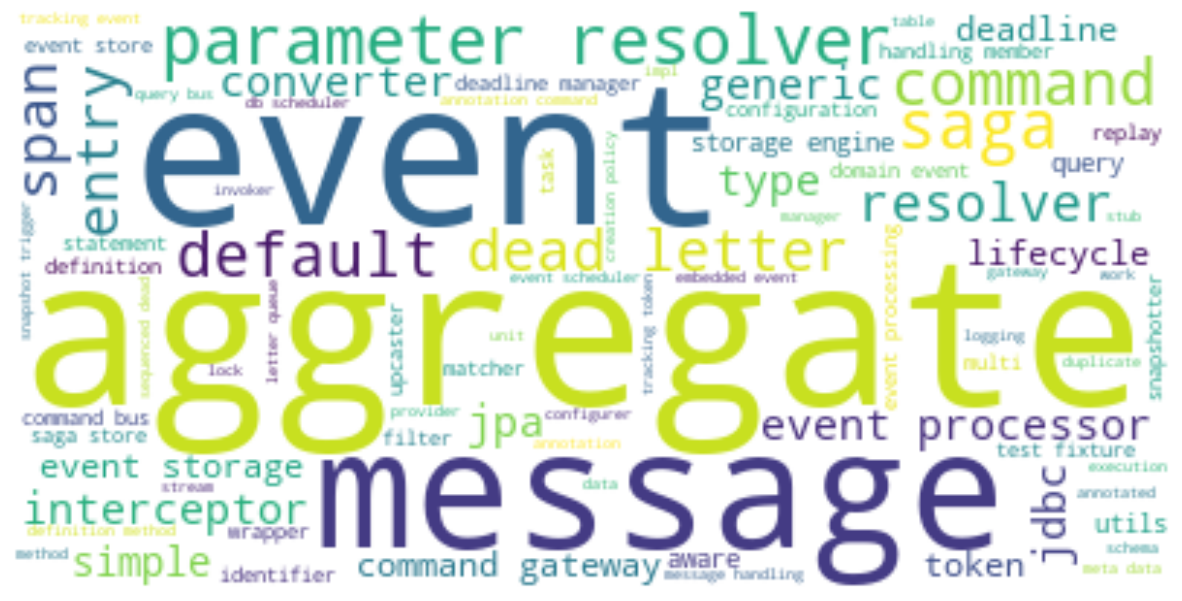 tracking event
table
parameter resolver
deadline
event store
handling member
span
entry
converter
deadline manager
impl
generic
command
query bus
db scheduler
annotation command
configuration
event
saga
replay
storage engine
task
creation policy
query
domain event
type
invoker
resolver
manager
stub
snapshot trigger
statement
default
dead letter
event processing
lifecycle
definition
event scheduler
embedded event
gateway
work
sequenced dead
letter queue
aggregate
tracking token
snapshotter
upcaster
unit
logging
lock
matcher
multi
duplicate
command bus
provider
jpa
configurer
event processor
saga store
filter
annotation
test fixture
event storage
message
execution
stream
data
jdbc
annotated
interceptor
utils
definition method
wrapper
method
simple
identifier
command gateway
aware
message handling
token
schema
meta data